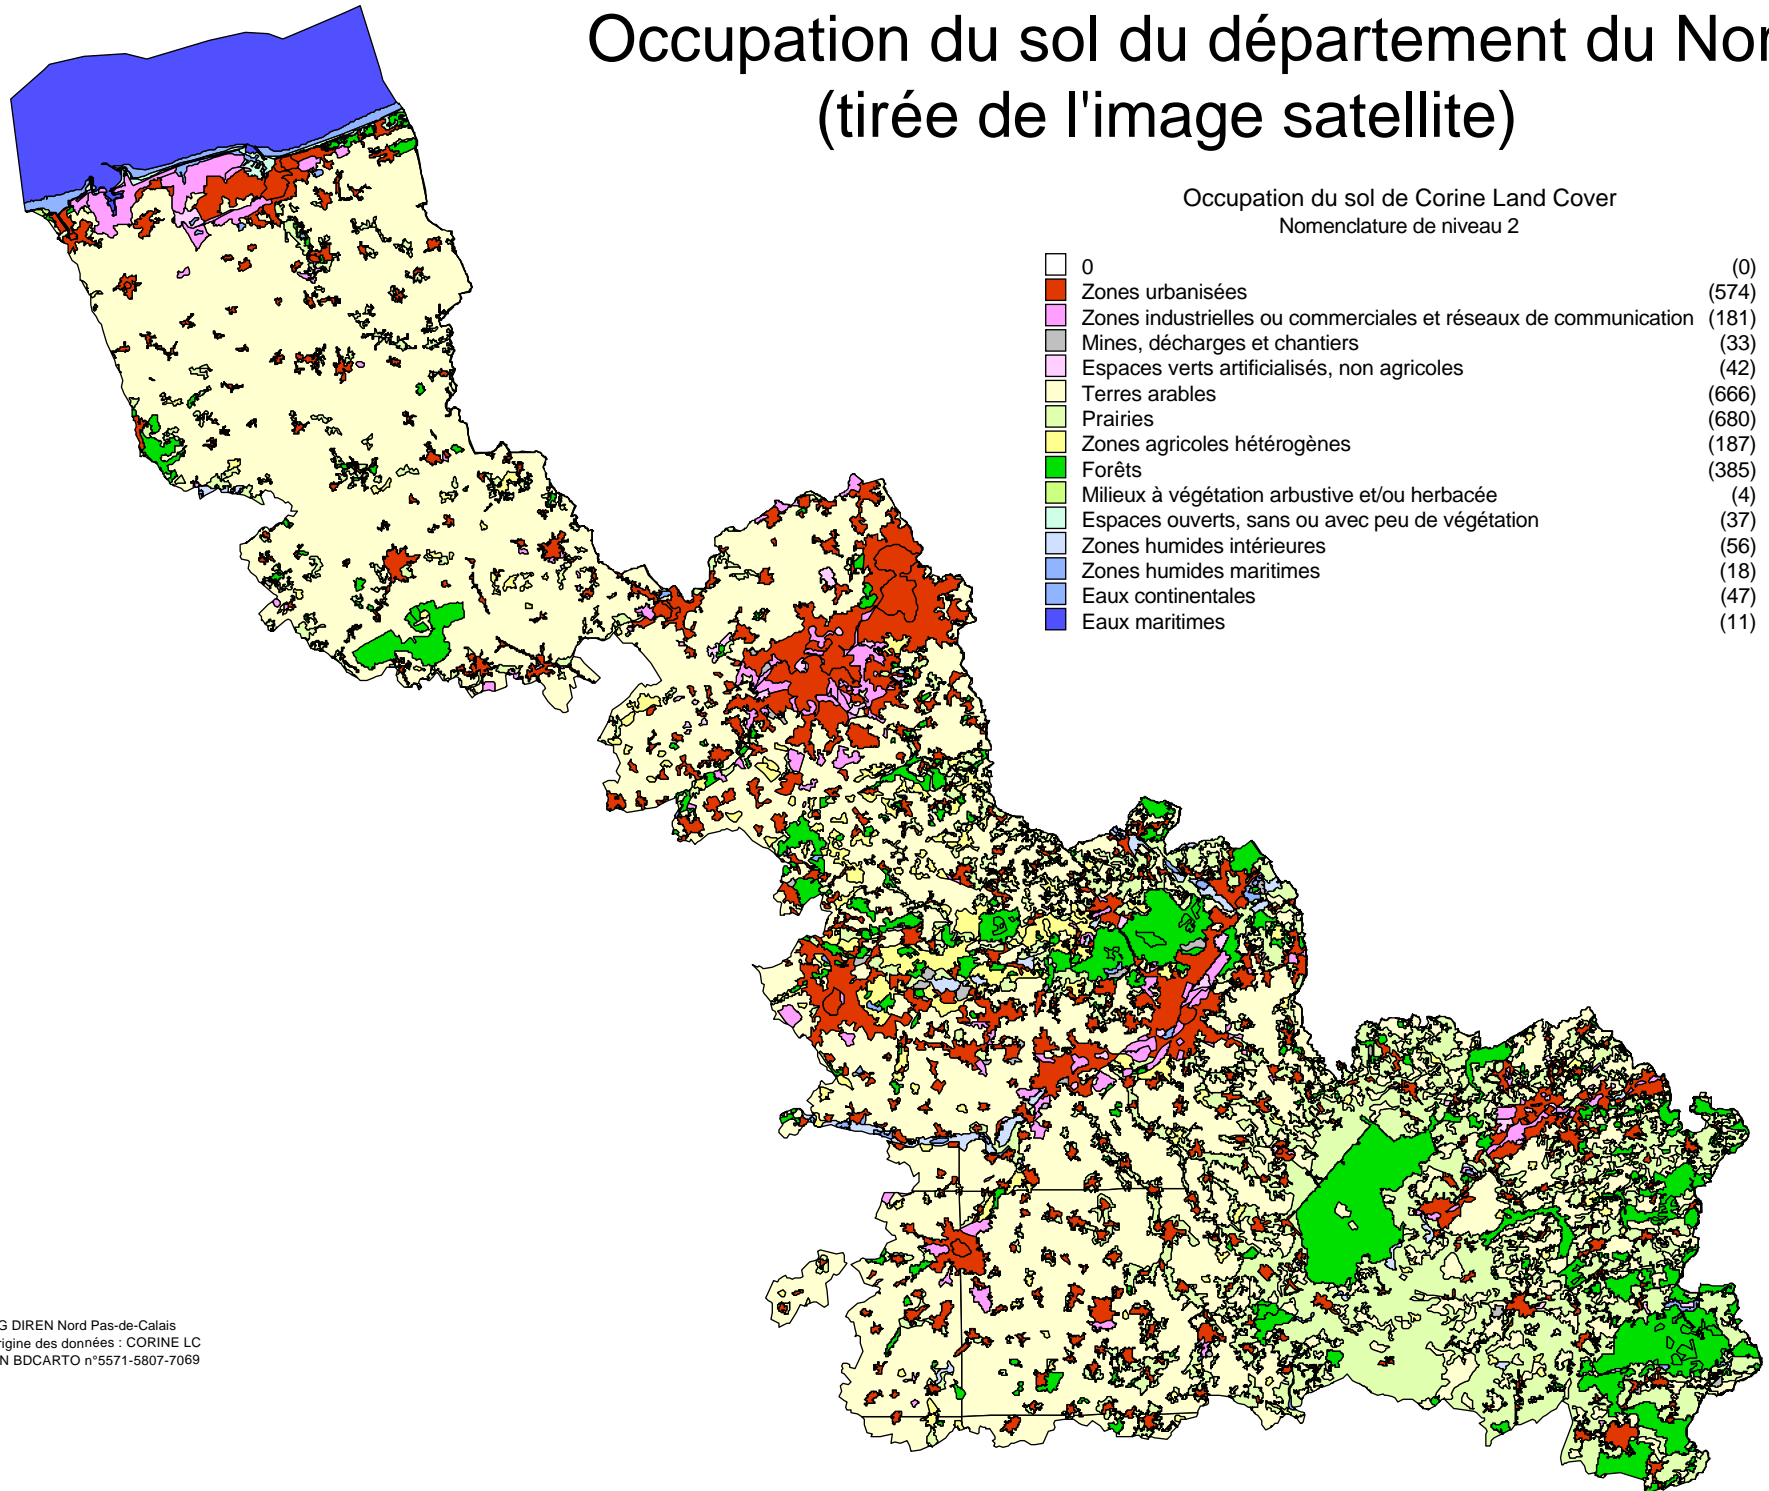 Occupation du sol du département du Nor
(tirée de l'image satellite)
Occupation du sol de Corine Land Cover
Nomenclature de niveau 2
0 (0)
Zones urbanisées (574)
Zones industrielles ou commerciales et réseaux de communication (181)
Mines, décharges et chantiers (33)
Espaces verts artificialisés, non agricoles (42)
Terres arables (666)
Prairies (680)
Zones agricoles hétérogènes (187)
Forêts (385)
Milieux à végétation arbustive et/ou herbacée (4)
Espaces ouverts, sans ou avec peu de végétation (37)
Zones humides intérieures (56)
Zones humides maritimes (18)
Eaux continentales (47)
Eaux maritimes (11)
G DIREN Nord Pas-de-Calais
rigine des données : CORINE LC
N BDCARTO n°5571-5807-7069